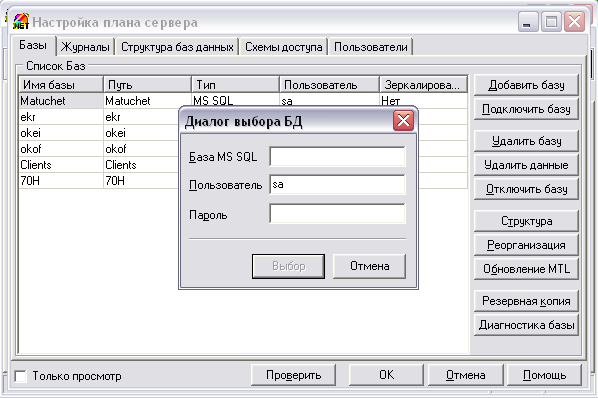 .NET Настройка плана сервера
Базы Журналы Структура баз данных Схемы доступа Пользователи
Список Баз
Имя базы Путь Тип Пользователь Зеркалирова...
Matuchet Matuchet MS SQL sa Нет
ekr ekr
okei okei
okof okof
Clients Clients
70H 70H
Диалог выбора БД
База MS SQL
Пользователь sa
Пароль
Выбор Отмена
Добавить базу
Подключить базу
Удалить базу
Удалить данные
Отключить базу
Структура
Реорганизация
Обновление MTL
Резервная копия
Диагностика базы
Только просмотр Проверить OK Отмена Помощь